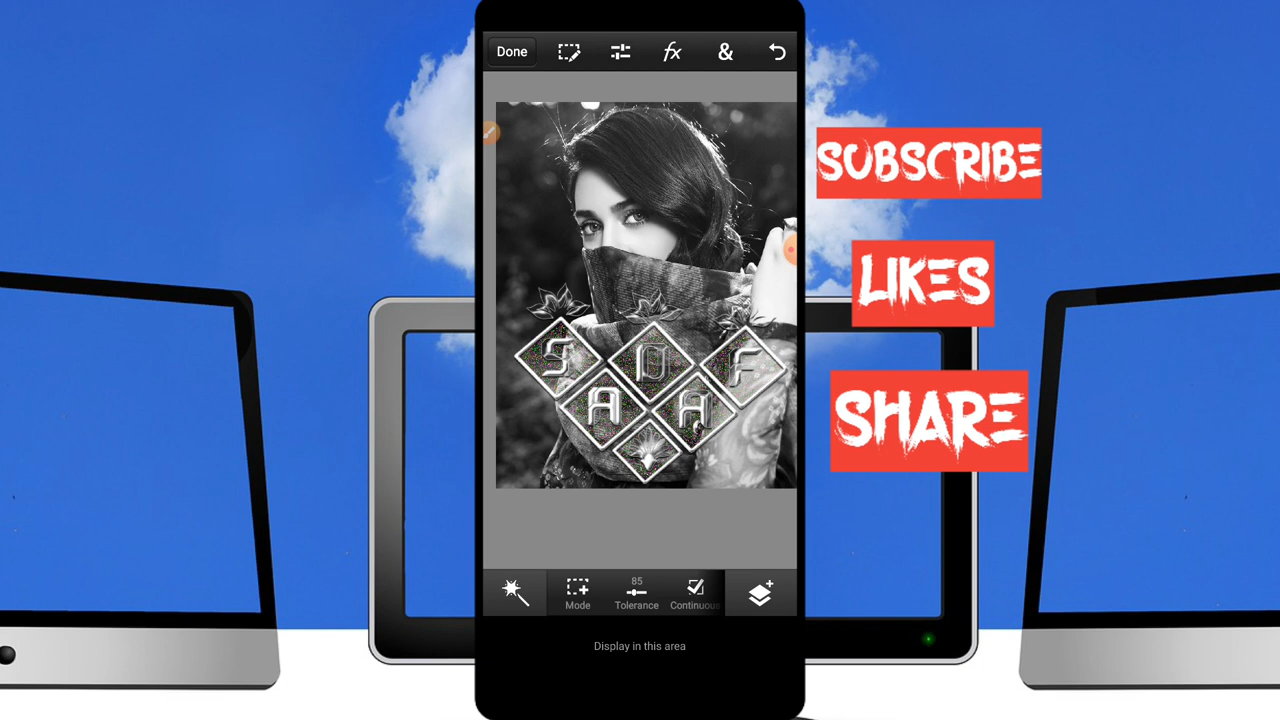 Done
fx
&
SUBSCRIBE
LIKES
SHARE
S D F
A A
85
Mode
Tolerance
Continuous
Display in this area